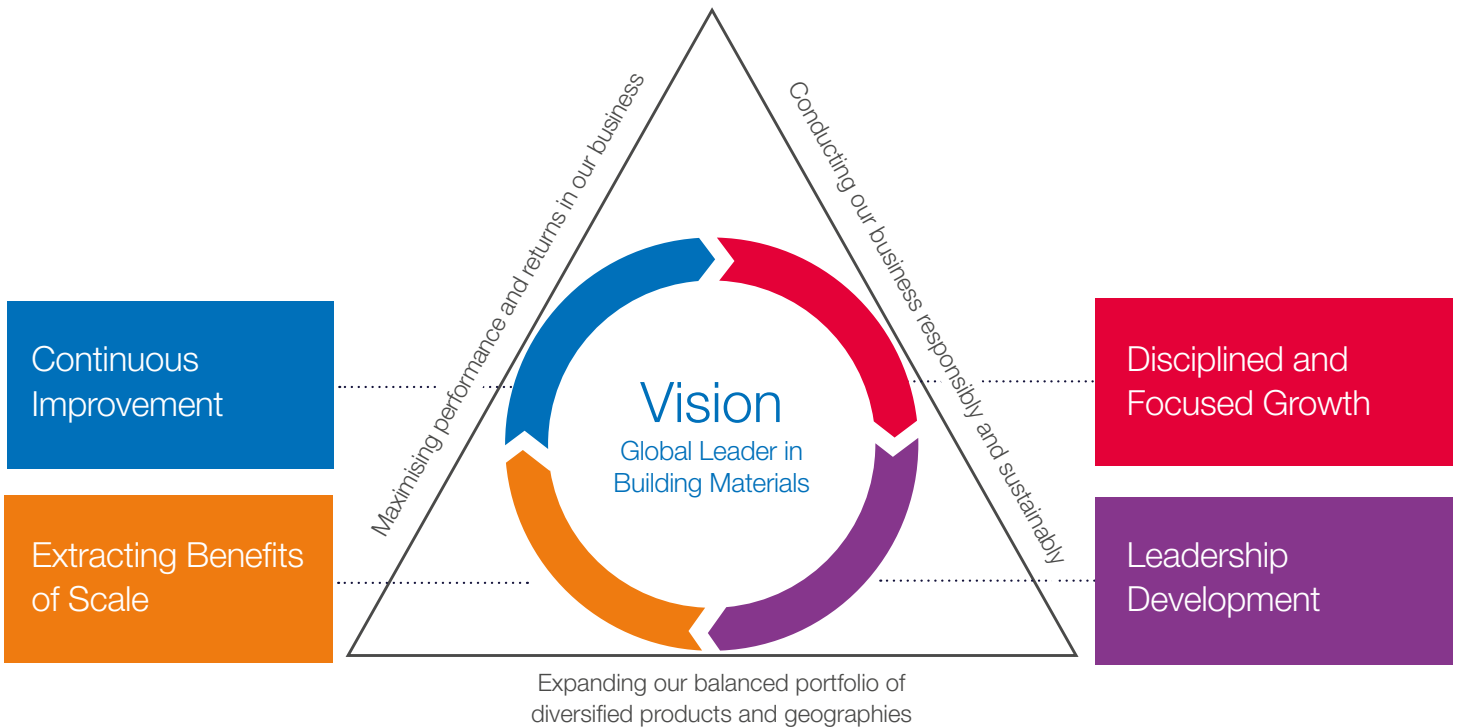 Maximising performance and returns in our business
Conducting our business responsibly and sustainably
Continuous
Improvement
Extracting Benefits
of Scale
Vision
Global Leader in
Building Materials
Disciplined and
Focused Growth
Leadership
Development
Expanding our balanced portfolio of
diversified products and geographies